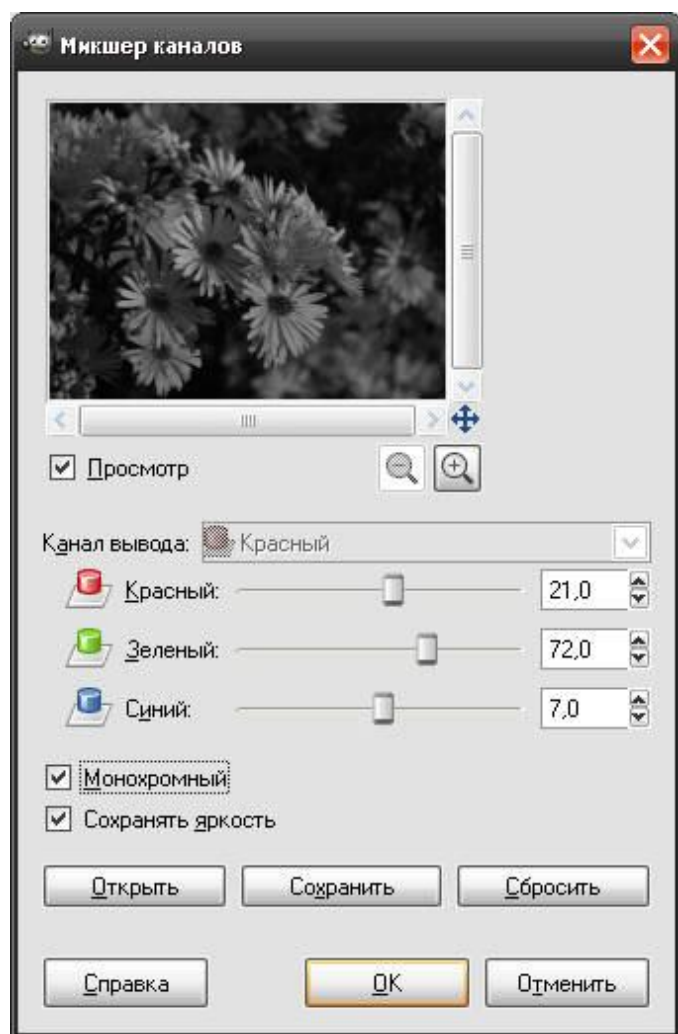 Микшер каналов
Просмотр
Канал вывода: Красный
Красный: 21,0
Зеленый: 72,0
Синий: 7,0
Монохромный
Сохранять яркость
Открыть Сохранить Сбросить
Справка OK Отменить